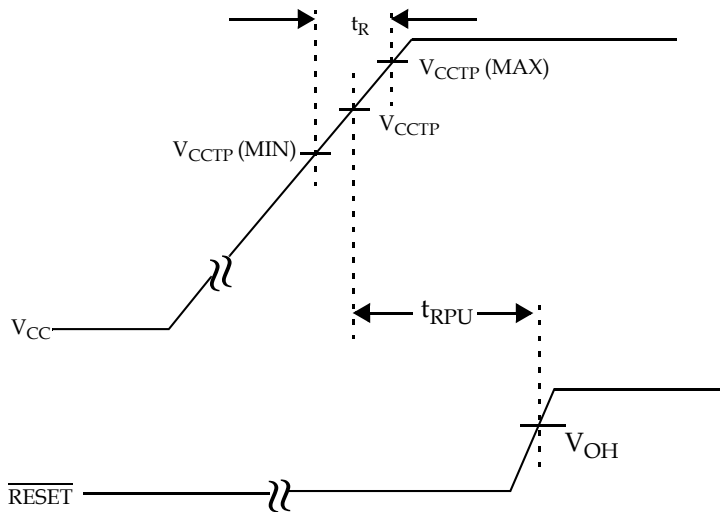 tR
VCCTP (MAX)
VCCTP
VCCTP (MIN)
VCC
tRPU
VOH
RESET